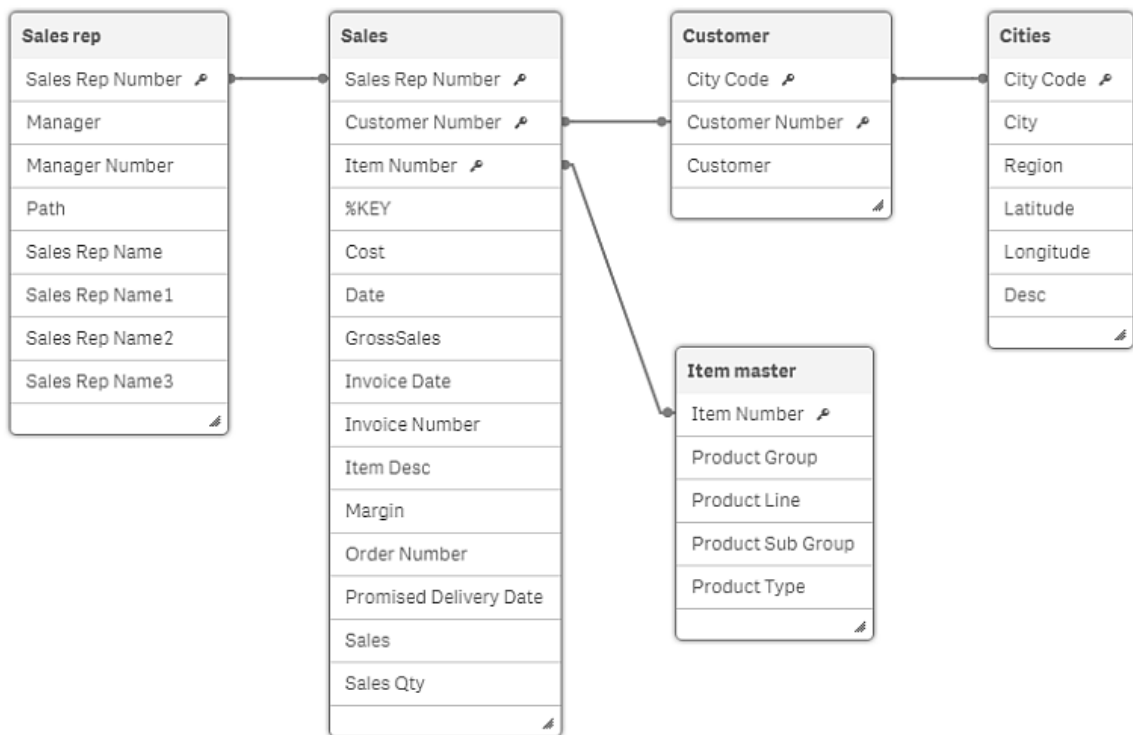 Sales rep
Sales Rep Number
Manager
Manager Number
Path
Sales Rep Name
Sales Rep Name1
Sales Rep Name2
Sales Rep Name3
Sales
Sales Rep Number
Customer Number
Item Number
%KEY
Cost
Date
GrossSales
Invoice Date
Invoice Number
Item Desc
Margin
Order Number
Promised Delivery Date
Sales
Sales Qty
Customer
City Code
Customer Number
Customer
Cities
City Code
City
Region
Latitude
Longitude
Desc
Item master
Item Number
Product Group
Product Line
Product Sub Group
Product Type